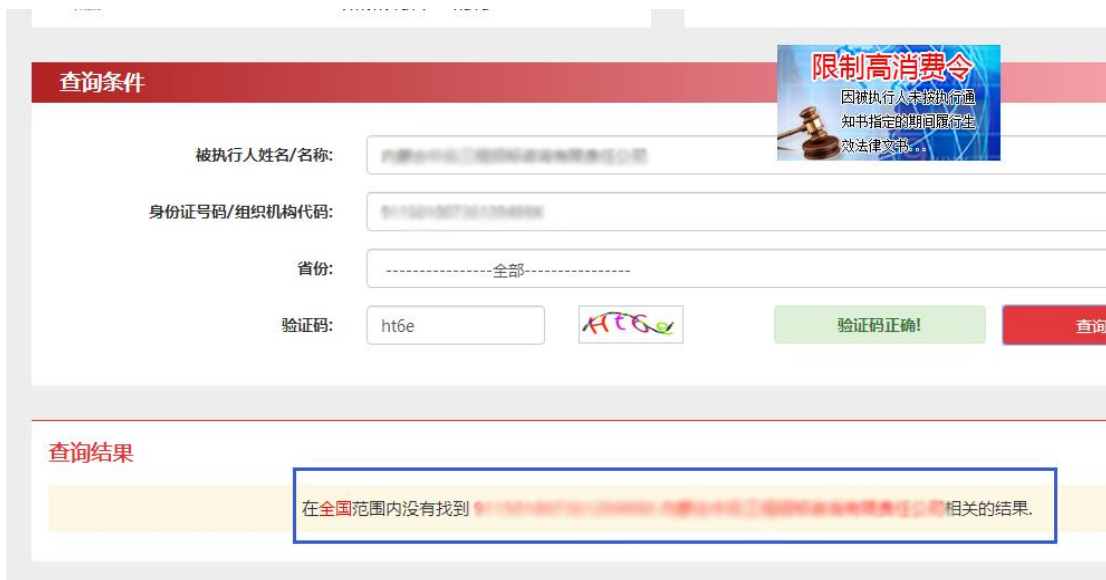 查询条件
限制高消费令
因被执行人未按执行通
知书指定的期间履行生
效法律文书...
被执行人姓名/名称:
身份证号码/组织机构代码:
省份:
----------------全部----------------
验证码:
ht6e
Ht6e
验证码正确!
查询
查询结果
在全国范围内没有找到
相关的结果.